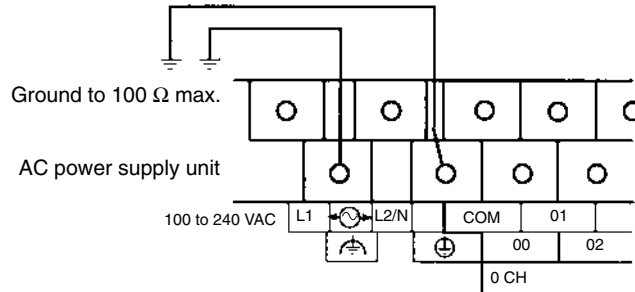 Ground to 100 Ω max.
AC power supply unit
100 to 240 VAC L1 L2/N COM 01
00 02
0 CH